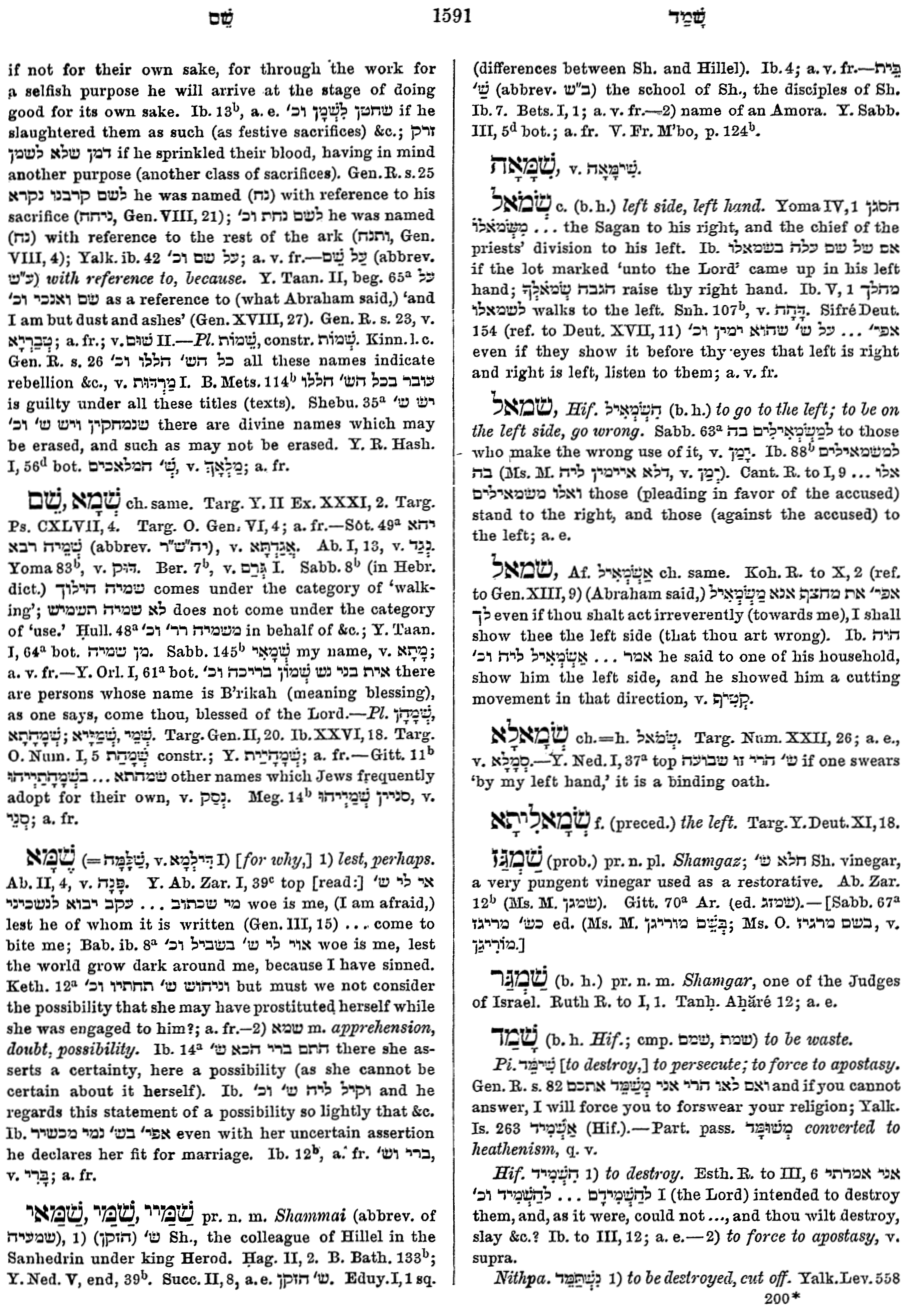 שֵׁם 1591 שָׁמַד
if not for their own sake, for through the work for
a selfish purpose he will arrive at the stage of doing
good for its own sake. Ib. 13ᵇ, a. e. שחטן לִשְׁמָן וכ׳ if he
slaughtered them as such (as festive sacrifices) &c.; זרק
דמן שלא לשמן if he sprinkled their blood, having in mind
another purpose (another class of sacrifices). Gen. R. s. 25
לשם קרבנו נקרא he was named (נח) with reference to his
sacrifice (ניחח, Gen. VIII, 21); לשם נחת וכ׳ he was named
(נח) with reference to the rest of the ark (ותנח, Gen.
VIII, 4); Yalk. ib. 42 על שם וכ׳; a. v. fr.—עַל שֵׁם (abbrev.
ע״ש) with reference to, because. Y. Taan. II, beg. 65ᵃ על
שם ואנכי וכ׳ as a reference to (what Abraham said,) ‘and
I am but dust and ashes’ (Gen. XVIII, 27). Gen. R. s. 23, v.
טְבֶרְיָא; a. fr.; v. שׁוּם II.—Pl. שֵׁמוֹת, constr. שְׁמוֹת. Kinn. l. c.
Gen. R. s. 26 כל הש׳ הללו וכ׳ all these names indicate
rebellion &c., v. מַרְדּוּת I. B. Mets. 114ᵇ עובר בכל הש׳ הללו
is guilty under all these titles (texts). Shebu. 35ᵃ יש ש׳
שנמחקין ויש ש׳ וכ׳ there are divine names which may
be erased, and such as may not be erased. Y. R. Hash.
I, 56ᵈ bot. ש׳ המלאכים, v. מַלְאָךְ; a. fr.
שֵׁם, שְׁמָא ch. same. Targ. Y. II Ex. XXXI, 2. Targ.
Ps. CXLVII, 4. Targ. O. Gen. VI, 4; a. fr.—Sôt. 49ᵃ יהא
שְׁמֵיהּ רבא (abbrev. יה״ש״ר), v. אֲגַדְתָּא. Ab. I, 13, v. נְגַד.
Yoma 83ᵇ, v. דּוּק. Ber. 7ᵇ, v. גְּרַם I. Sabb. 8ᵇ (in Hebr.
dict.) שמיה הילוך comes under the category of ‘walk-
ing’; לא שמיה תשמיש does not come under the category
of ‘use.’ Ḥull. 48ᵃ משמיה דר׳ וכ׳ in behalf of &c.; Y. Taan.
I, 64ᵃ bot. מן שמיה. Sabb. 145ᵇ שְׁמָאִי my name, v. מָתָא;
a. v. fr.—Y. Orl. I, 61ᵃ bot. אית בני נש שְׁמוֹן בריכה וכ׳ there
are persons whose name is B’rikah (meaning blessing),
as one says, come thou, blessed of the Lord.—Pl. שְׁמָהָן,
שְׁמֵי, שְׁמַיָּיא; שְׁמָהָתָא. Targ. Gen. II, 20. Ib. XXVI, 18. Targ.
O. Num. I, 5 שְׁמָהָת constr.; Y. שְׁמָהָיַית; a. fr.—Gitt. 11ᵇ
שמהתא ... בִּשְׁמָהָתַיְיהוּ other names which Jews frequently
adopt for their own, v. נְסַק. Meg. 14ᵇ סניין שְׁמַיְיהוּ, v.
סְנֵי; a. fr.
שֶׁמָּא (=שֶׁלָּמָּה, v. דִּילְמָא I) [for why,] 1) lest, perhaps.
Ab. II, 4, v. פָּנָה. Y. Ab. Zar. I, 39ᶜ top [read:] אי לי ש׳
מי שכתוב ... עקב יבוא לנשכיני woe is me, (I am afraid,)
lest he of whom it is written (Gen. III, 15) ... come to
bite me; Bab. ib. 8ᵃ אוי לי ש׳ בשביל וכ׳ woe is me, lest
the world grow dark around me, because I have sinned.
Keth. 12ᵃ וניחוש ש׳ תחתיו וכ׳ but must we not consider
the possibility that she may have prostituted herself while
she was engaged to him?; a. fr.—2) שמא m. apprehension,
doubt, possibility. Ib. 14ᵃ התם ברי הכא ש׳ there she as-
serts a certainty, here a possibility (as she cannot be
certain about it herself). Ib. וקיל ליה ש׳ וכ׳ and he
regards this statement of a possibility so lightly that &c.
Ib. אפי׳ בש׳ נמי מכשיר even with her uncertain assertion
he declares her fit for marriage. Ib. 12ᵇ, a. fr. ברי וש׳,
v. בָּרִי; a. fr.
שַׁמַּאי, שַׁמַּי, שַׁמַּיי pr. n. m. Shammai (abbrev. of
שמעיה), 1) ש׳ (הזקן) Sh., the colleague of Hillel in the
Sanhedrin under king Herod. Ḥag. II, 2. B. Bath. 133ᵇ;
Y. Ned. V, end, 39ᵇ. Succ. II, 8, a. e. ש׳ הזקן. Eduy. I, 1 sq.
(differences between Sh. and Hillel). Ib. 4; a. v. fr.—בֵּית
ש׳ (abbrev. ב״ש) the school of Sh., the disciples of Sh.
Ib. 7. Bets. I, 1; a. v. fr.—2) name of an Amora. Y. Sabb.
III, 5ᵈ bot.; a. fr. V. Fr. M’bo, p. 124ᵇ.
שַׁמָּאָה, v. שִׁימָּאָה.
שְׂמֹאל c. (b. h.) left side, left hand. Yoma IV, 1 הסגן
... מִשְּׂמֹאלוֹ the Sagan to his right, and the chief of the
priests’ division to his left. Ib. אם של שם עלה בשמאלו
if the lot marked ‘unto the Lord’ came up in his left
hand; הגבה שְׂמֹאלְךָ raise thy right hand. Ib. V, 1 מהלך
לשמאלו walks to the left. Snh. 107ᵇ, v. דָּחָה. Sifré Deut.
154 (ref. to Deut. XVII, 11) אפי׳ ... על ש׳ שהוא ימין וכ׳
even if they show it before thy eyes that left is right
and right is left, listen to them; a. v. fr.
שמאל, Hif. הִשְׂמְאִיל (b. h.) to go to the left; to be on
the left side, go wrong. Sabb. 63ᵃ לְמַשְׂמְאִילִים בה to those
who make the wrong use of it, v. יָמַן. Ib. 88ᵇ למשמאילים
בה (Ms. M. דלא איימין ליה, v. יָמַן). Cant. R. to I, 9 אלו ...
ואלו משמאילים those (pleading in favor of the accused)
stand to the right, and those (against the accused) to
the left; a. e.
שמאל, Af. אַשְׂמְאֵיל ch. same. Koh. R. to X, 2 (ref.
to Gen. XIII, 9) (Abraham said,) אפי׳ את מחצף אנא מַשְׂמְאֵיל
לך even if thou shalt act irreverently (towards me), I shall
show thee the left side (that thou art wrong). Ib. היה
אמר ... אַשְׂמְאֵיל ליה וכ׳ he said to one of his household,
show him the left side, and he showed him a cutting
movement in that direction, v. קְטֵיף.
שְׂמָאלָא ch.=h. שְׂמֹאל. Targ. Num. XXII, 26; a. e.,
v. סְמָלָא.—Y. Ned. I, 37ᵃ top ש׳ הרי זו שבועה if one swears
‘by my left hand,’ it is a binding oath.
שְׂמָאלִיתָא f. (preced.) the left. Targ. Y. Deut. XI, 18.
שַׁמְגַּז (prob.) pr. n. pl. Shamgaz; חלא ש׳ Sh. vinegar,
a very pungent vinegar used as a restorative. Ab. Zar.
12ᵇ (Ms. M. שמגן). Gitt. 70ᵃ Ar. (ed. שמזג).—[Sabb. 67ᵃ
כש׳ מריגז ed. (Ms. M. בְּשֵׁם מוריגן; Ms. O. בשם מרגיז, v.
מוֹרִיגָן.]
שַׁמְגַּר (b. h.) pr. n. m. Shamgar, one of the Judges
of Israel. Ruth R. to I, 1. Tanḥ. Aḥăré 12; a. e.
שָׁמַד (b. h. Hif.; cmp. שמת, שמם) to be waste.
Pi. שִׁימֵּד [to destroy,] to persecute; to force to apostasy.
Gen. R. s. 82 ואם לאו הרי אני מְשַׁמֵּד אתכם and if you cannot
answer, I will force you to forswear your religion; Yalk.
Is. 263 אַשְׁמִיד (Hif.).—Part. pass. מְשׁוּמָּד converted to
heathenism, q. v.
Hif. הִשְׁמִיד 1) to destroy. Esth. R. to III, 6 אני אמרתי
לְהַשְׁמִידָם ... לְהַשְׁמִיד וכ׳ I (the Lord) intended to destroy
them, and, as it were, could not ..., and thou wilt destroy,
slay &c.? Ib. to III, 12; a. e.—2) to force to apostasy, v.
supra.
Nithpa. נִשְׁתַּמֵּד 1) to be destroyed, cut off. Yalk. Lev. 558
200*